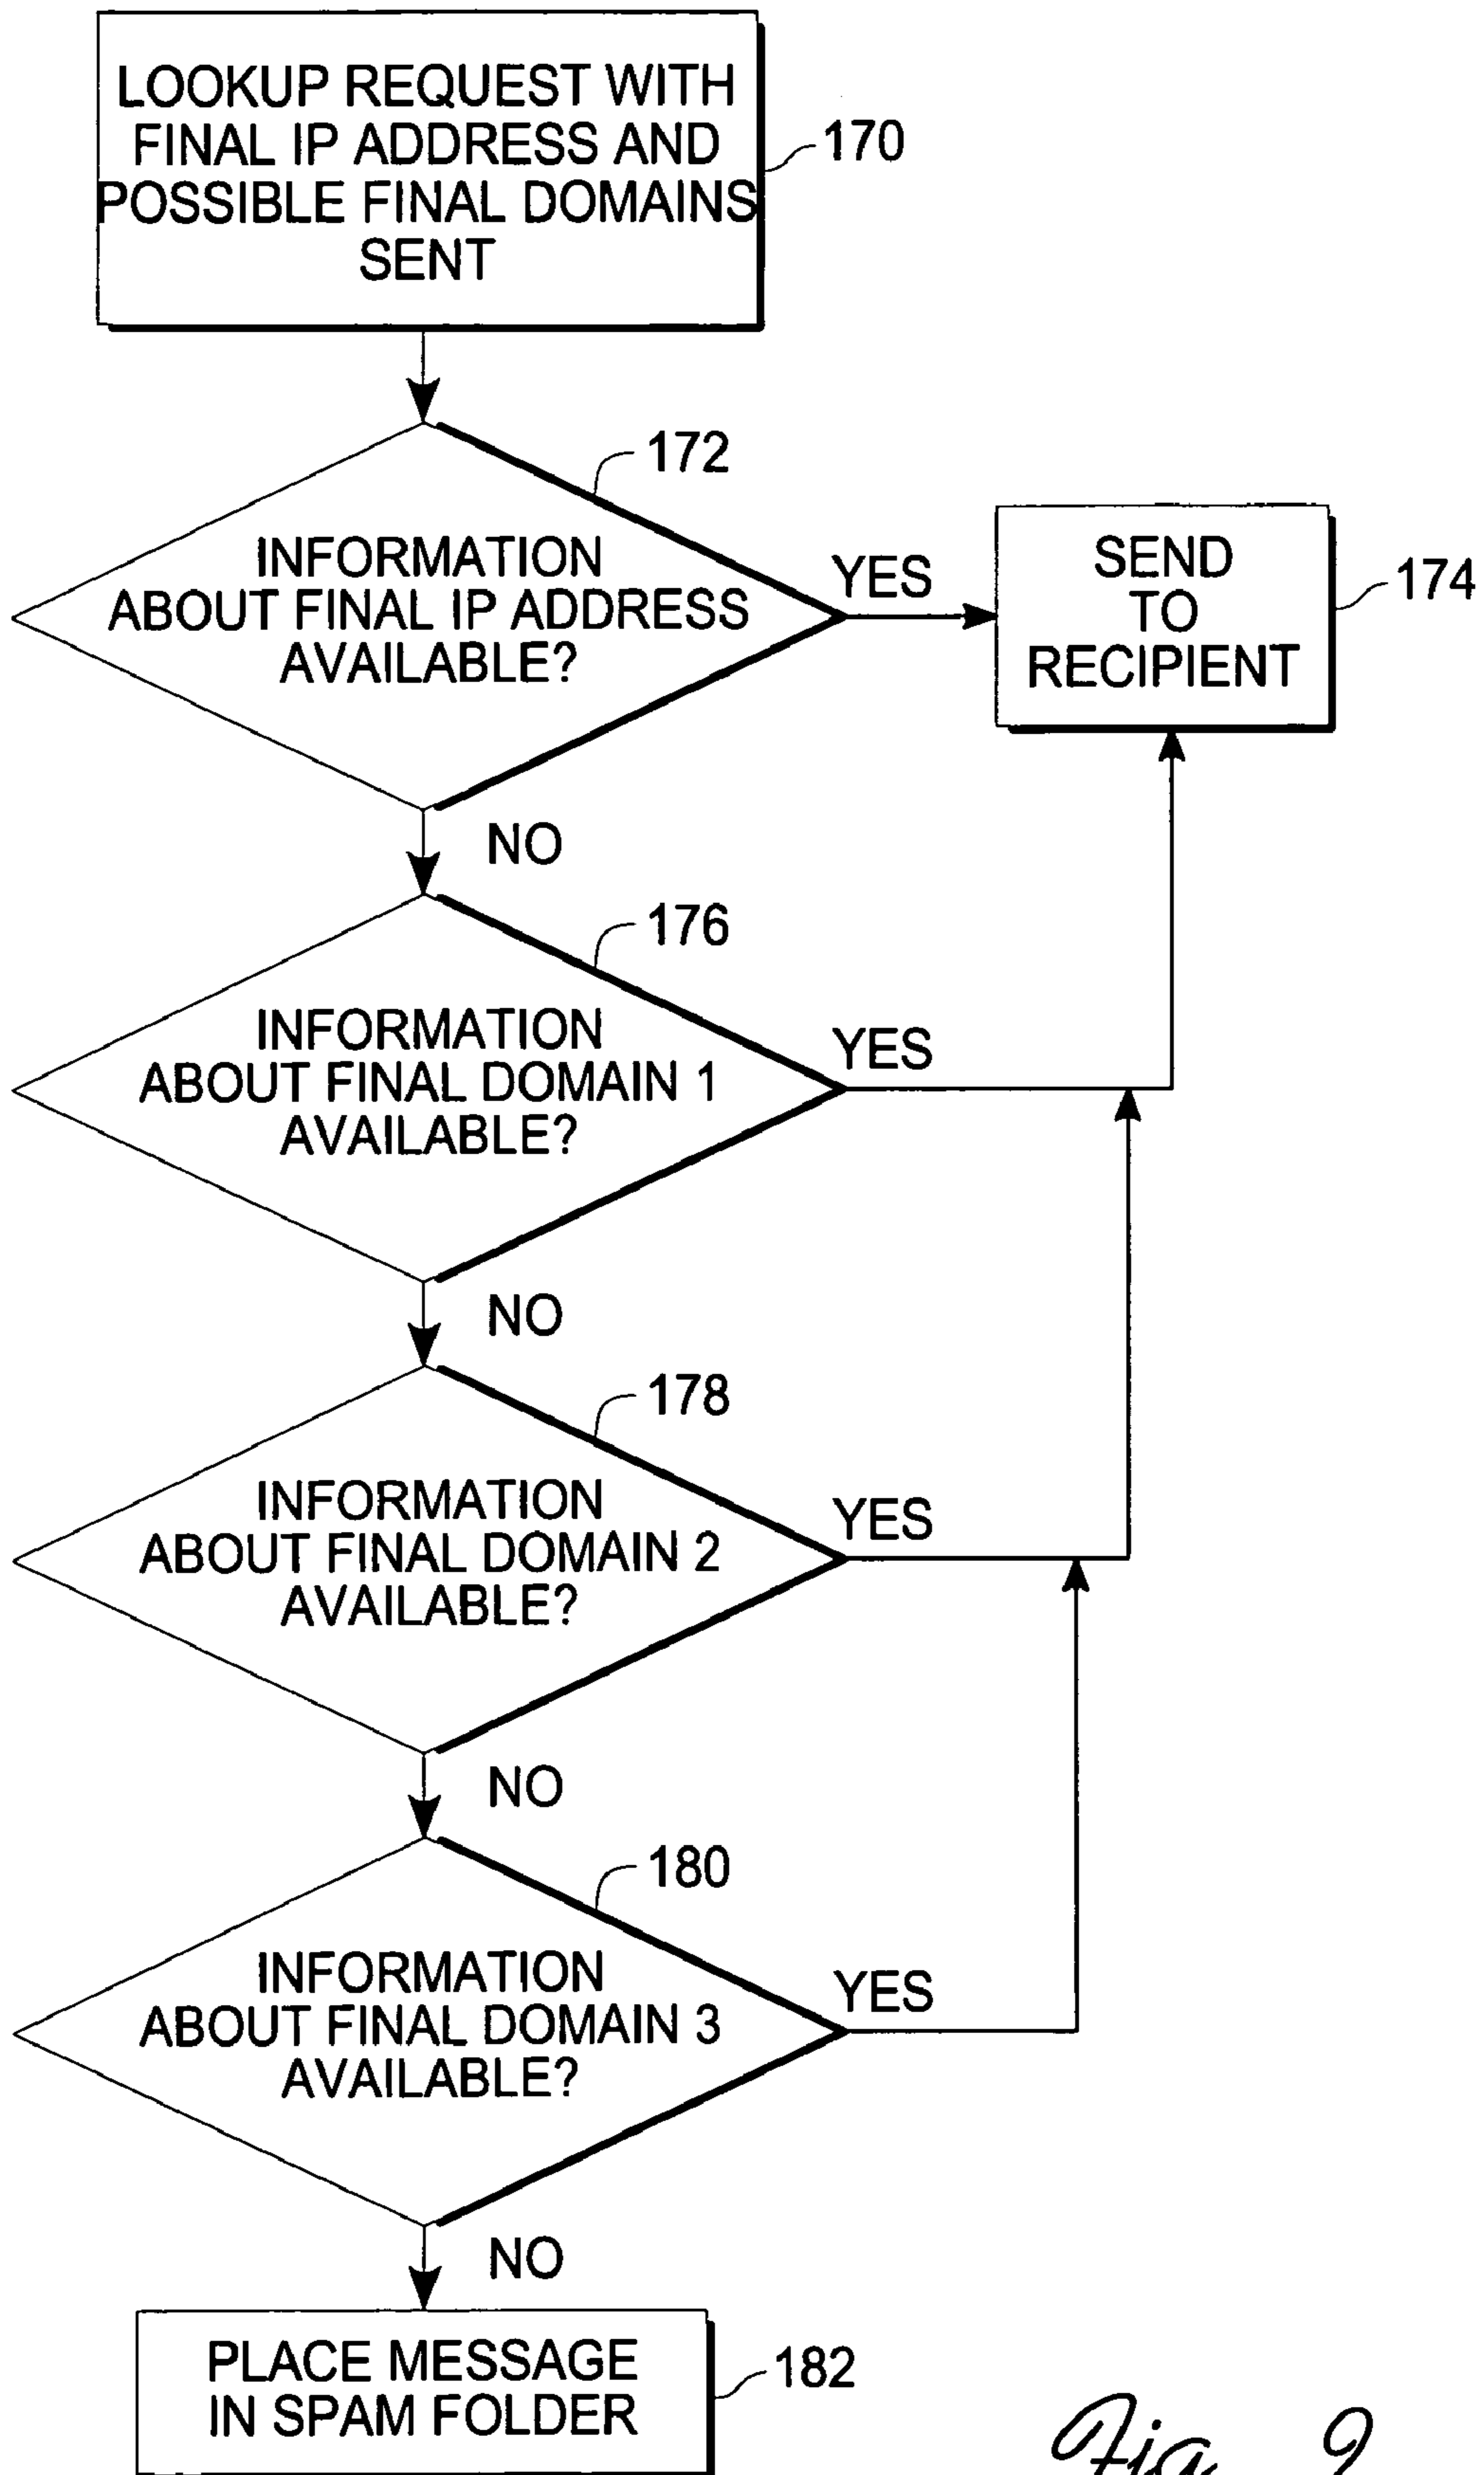 LOOKUP REQUEST WITH
FINAL IP ADDRESS AND
POSSIBLE FINAL DOMAINS
SENT
170
172
INFORMATION
ABOUT FINAL IP ADDRESS
AVAILABLE?
YES
SEND
TO
RECIPIENT
174
NO
176
INFORMATION
ABOUT FINAL DOMAIN 1
AVAILABLE?
YES
NO
178
INFORMATION
ABOUT FINAL DOMAIN 2
AVAILABLE?
YES
NO
180
INFORMATION
ABOUT FINAL DOMAIN 3
AVAILABLE?
YES
NO
PLACE MESSAGE
IN SPAM FOLDER
182
Fig. 9